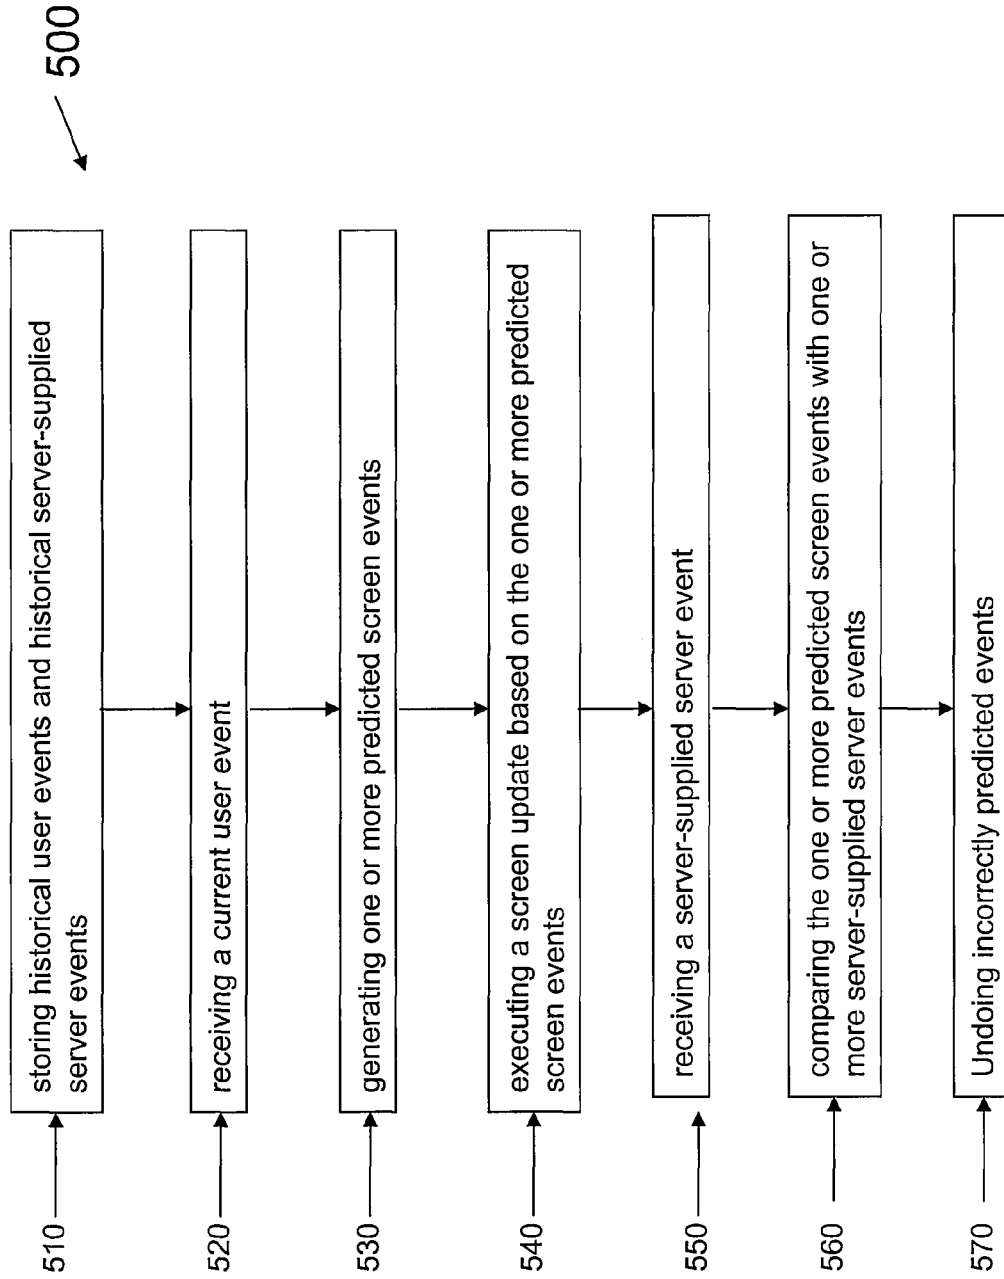 500
510
storing historical user events and historical server-supplied
server events
520
receiving a current user event
530
generating one or more predicted screen events
540
executing a screen update based on the one or more predicted
screen events
550
receiving a server-supplied server event
560
comparing the one or more predicted screen events with one or
more server-supplied server events
570
Undoing incorrectly predicted events